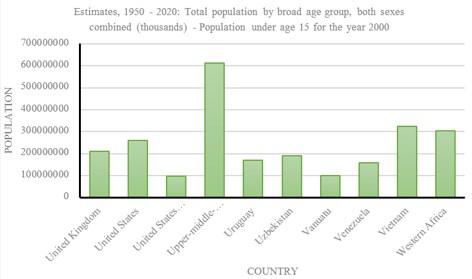 Estimates, 1950 - 2020: Total population by broad age group, both sexes
combined (thousands) - Population under age 15 for the year 2000
POPULATION
700000000
600000000
500000000
400000000
300000000
200000000
100000000
0
United Kingdom
United States
United States…
Upper-middle-…
Uruguay
Uzbekistan
Vanuatu
Venezuela
Vietnam
Western Africa
COUNTRY